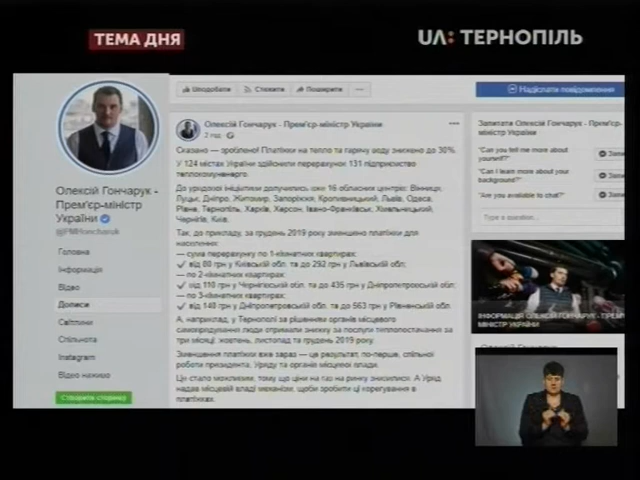 ТЕМА ДНЯ
UA: ТЕРНОПІЛЬ
Вподобати
Стежити
Поширити
Надіслати повідомлення
Олексій Гончарук - Прем'єр-міністр України
2 год
Сказано — зроблено! Платіжки на тепло та гарячу воду знижено до 30%.
У 124 містах України здійснили перерахунок 131 підприємство
теплокомуненерго.
До урядової ініціативи долучились вже 16 обласних центрів: Вінниця,
Луцьк, Дніпро, Житомир, Запоріжжя, Кропивницький, Львів, Одеса,
Рівне, Тернопіль, Харків, Херсон, Івано-Франківськ, Хмельницький,
Чернігів, Київ.
Так, до прикладу, за грудень 2019 року зменшено платіжки для
населення:
— сума перерахунку по 1-кімнатних квартирах:
від 80 грн у Київській обл. та до 292 грн у Львівській обл;
— по 2-кімнатних квартирах:
від 110 грн у Чернігівській обл. та до 435 грн у Дніпропетровській обл;
— по 3-кімнатних квартирах:
від 140 грн у Дніпропетровській обл. та до 563 грн у Рівненській обл.
А, наприклад, у Тернополі за рішенням органів місцевого
самоврядування люди отримали знижку за послуги теплопостачання за
три місяці: жовтень, листопад та грудень 2019 року.
Зменшення платіжки вже зараз — це результат, по-перше, спільної
роботи президента, Уряду та органів місцевої влади.
Це стало можливим, тому що ціни на газ на ринку знизилися. А Уряд
надав місцевій владі механізм, щоби зробити ці корегування в
платіжках.
Олексій Гончарук -
Прем'єр-міністр
України
@PMHoncharuk
Головна
Інформація
Відео
Дописи
Світлини
Спільнота
Instagram
Відео наживо
Створити сторінку
Запитати Олексій Гончарук - Прем'єр-
міністр України
"Can you tell me more about
yourself?"
"Can I learn more about your
background?"
"Are you available to chat?"
Type a question...
ІНФОРМАЦІЯ ОЛЕКСІЙ ГОНЧАРУК - ПРЕМ'
МІНІСТР УКРАЇНИ